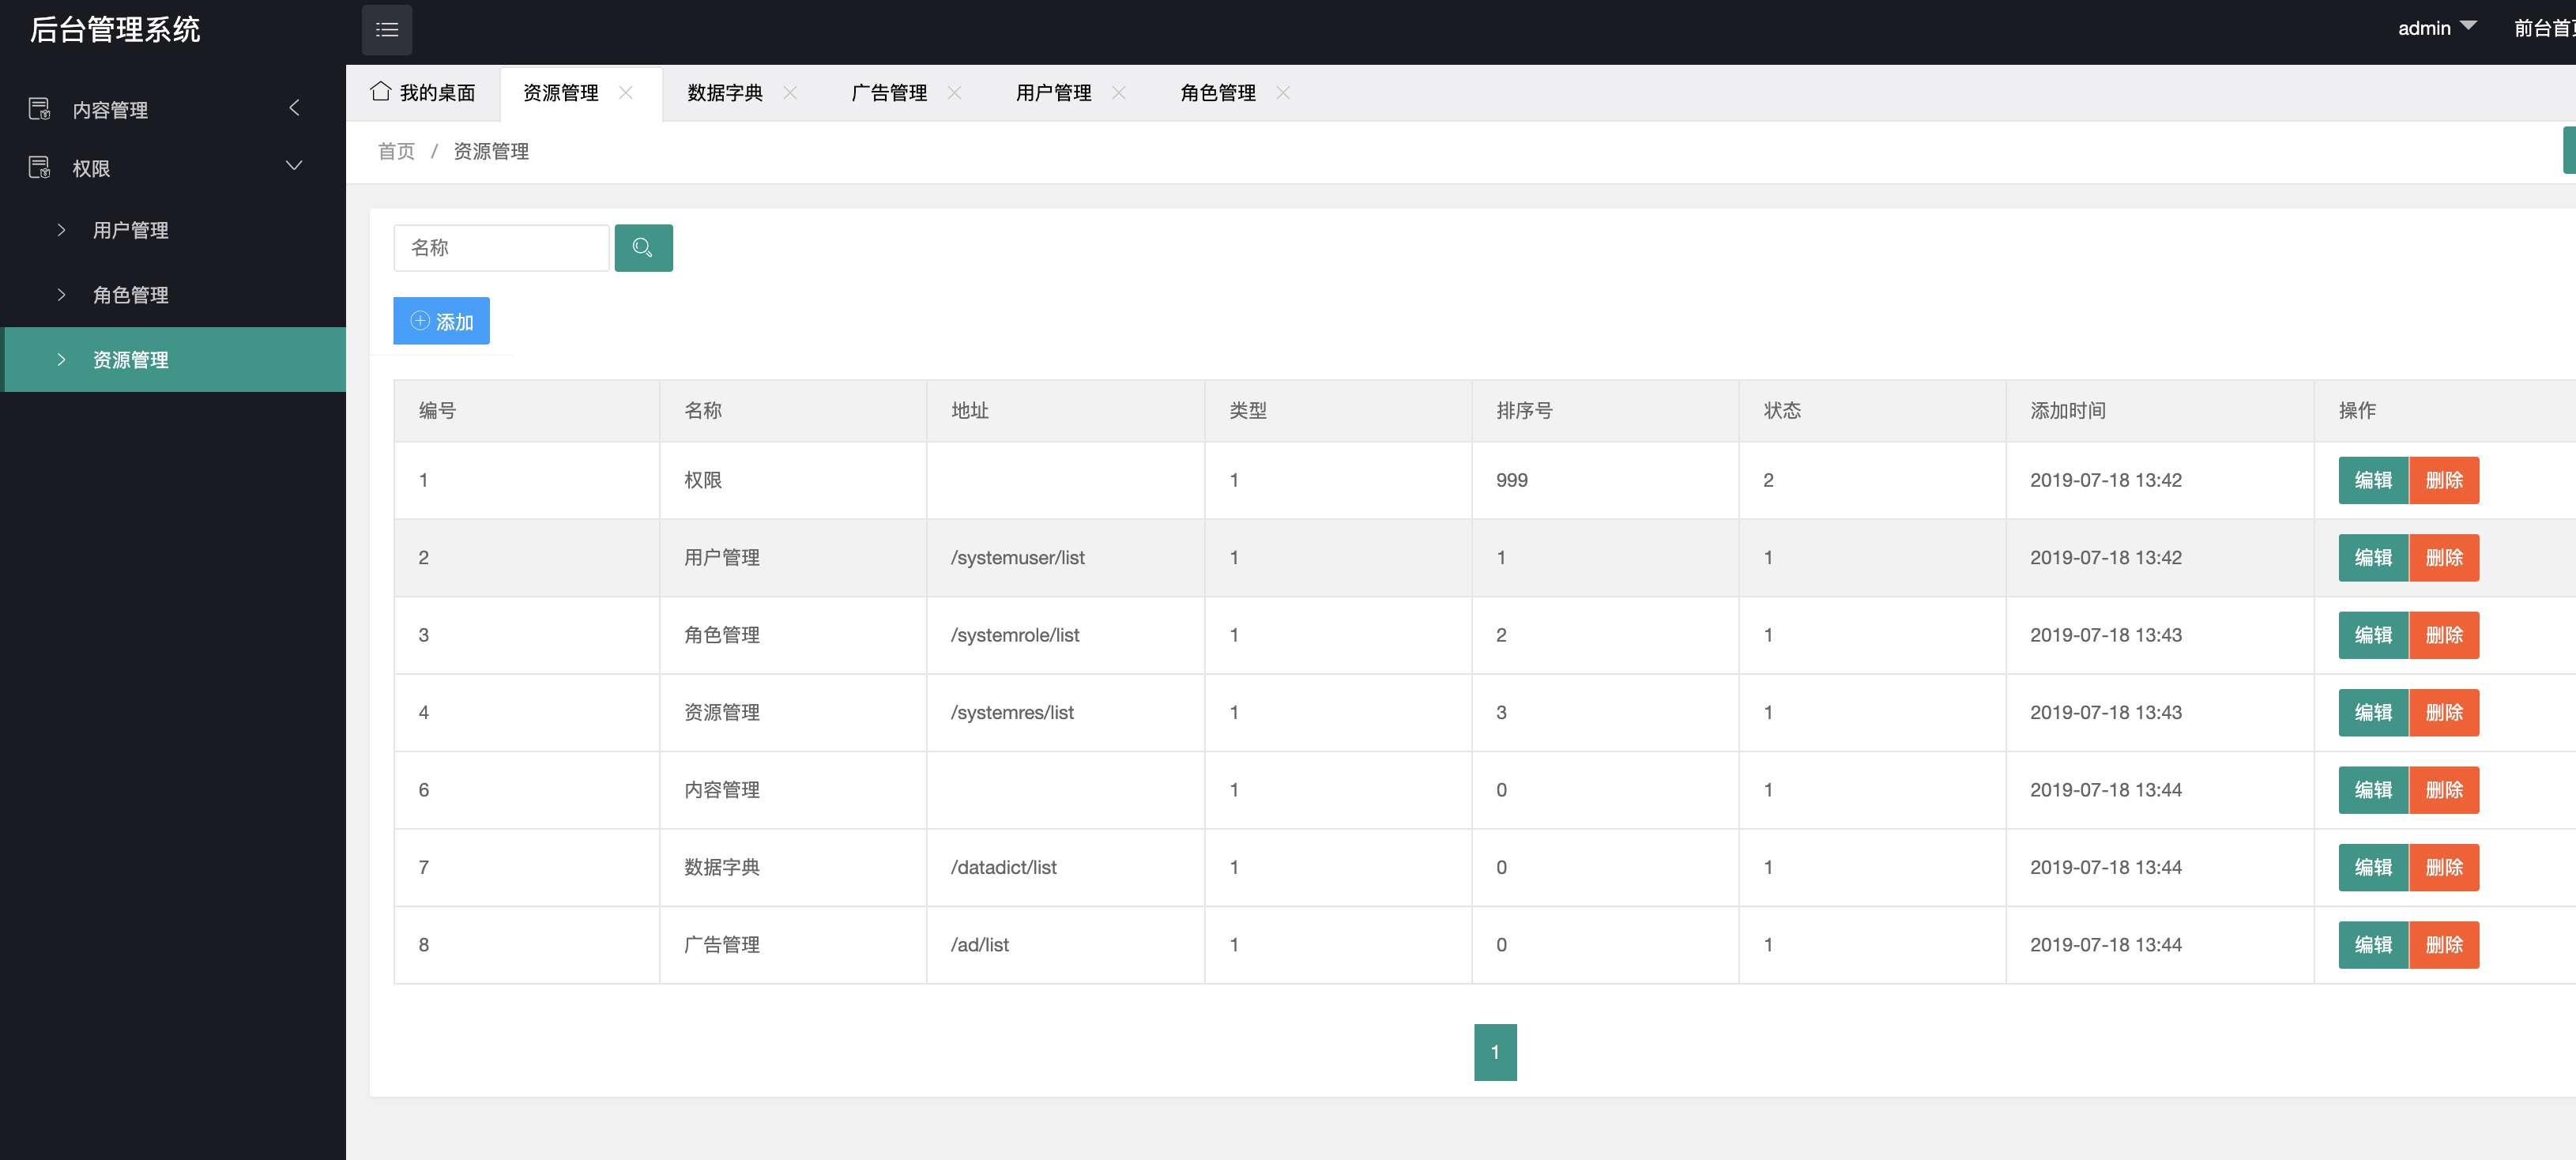 后台管理系统
admin
前台首
内容管理
权限
用户管理
角色管理
资源管理
我的桌面 资源管理 数据字典 广告管理 用户管理 角色管理
首页 / 资源管理
名称
添加
编号 名称 地址 类型 排序号 状态 添加时间 操作
1 权限 1 999 2 2019-07-18 13:42 编辑 删除
2 用户管理 /systemuser/list 1 1 1 2019-07-18 13:42 编辑 删除
3 角色管理 /systemrole/list 1 2 1 2019-07-18 13:43 编辑 删除
4 资源管理 /systemres/list 1 3 1 2019-07-18 13:43 编辑 删除
6 内容管理 1 0 1 2019-07-18 13:44 编辑 删除
7 数据字典 /datadict/list 1 0 1 2019-07-18 13:44 编辑 删除
8 广告管理 /ad/list 1 0 1 2019-07-18 13:44 编辑 删除
1